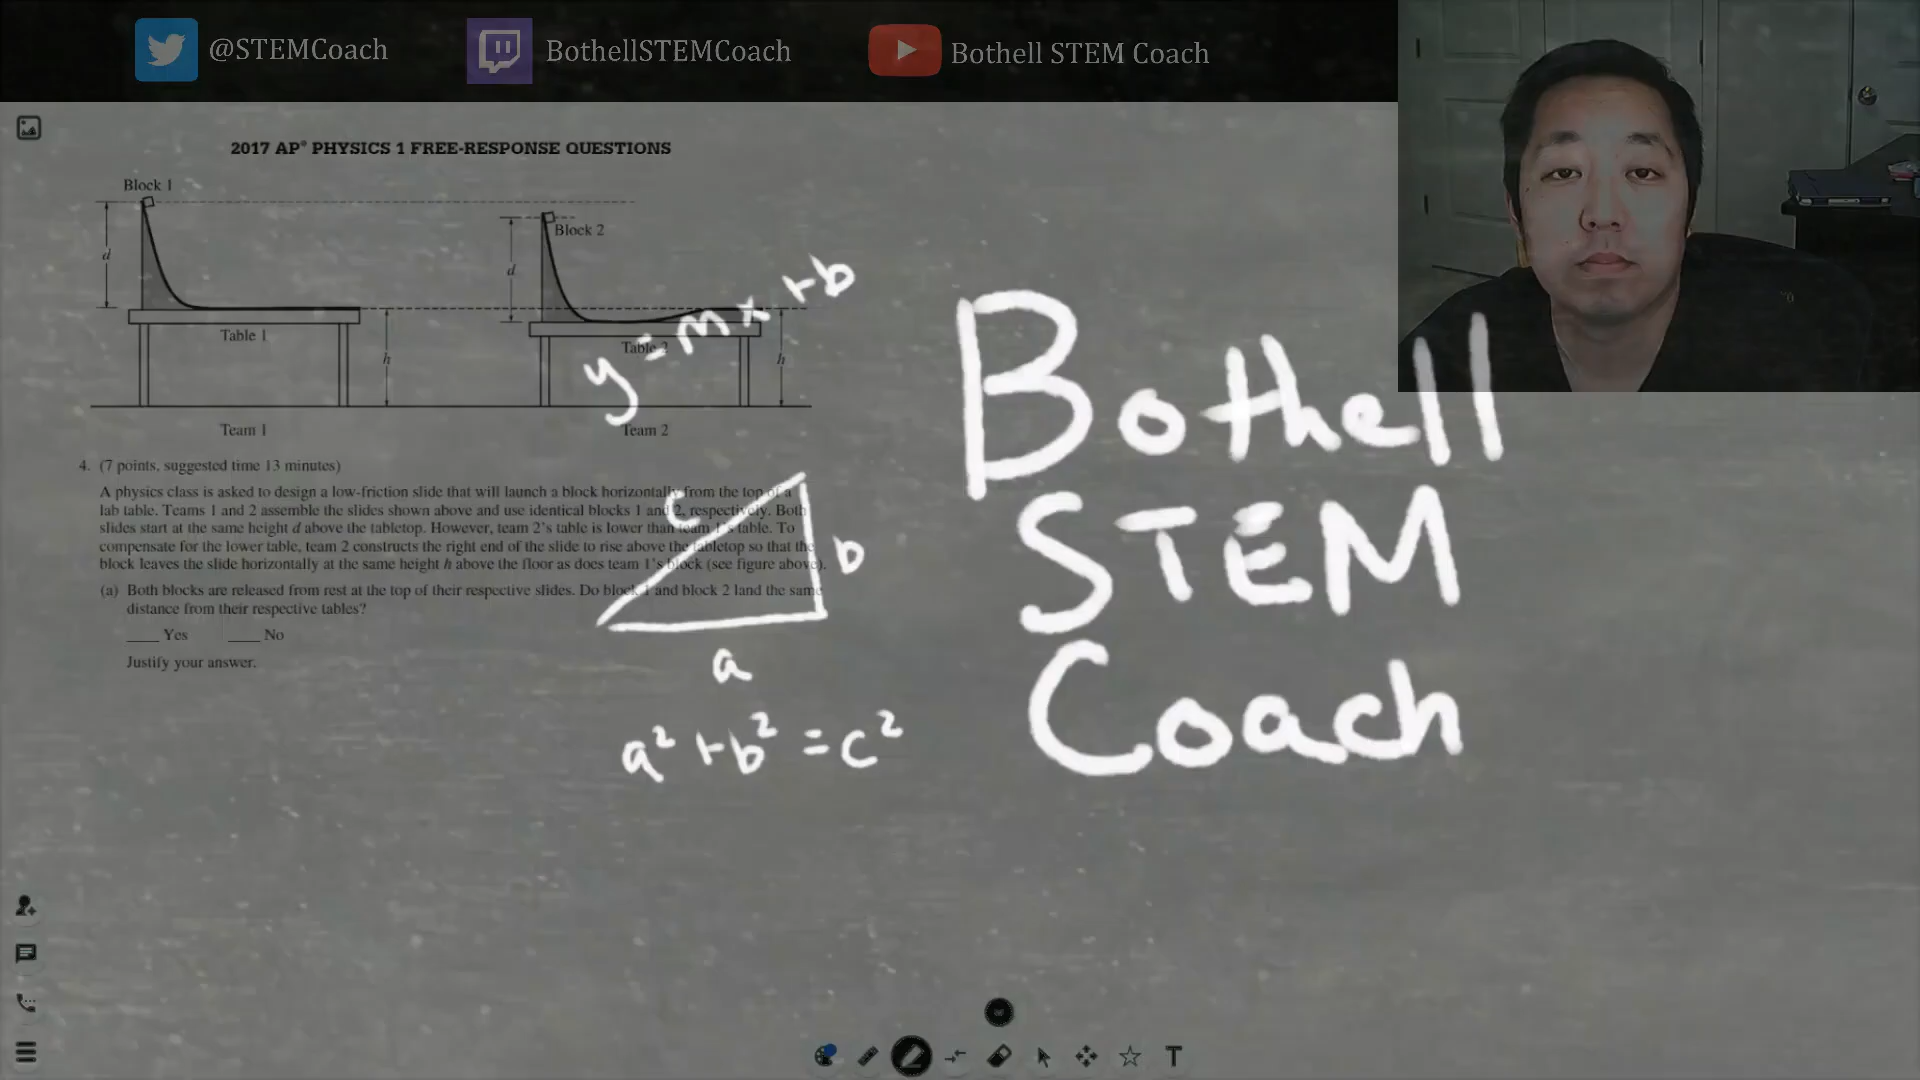 @STEMCoach
BothellSTEMCoach
Bothell STEM Coach
2017 AP® PHYSICS 1 FREE-RESPONSE QUESTIONS
Block 1
Block 2
d
d
Table 1
Table 2
h
h
Team 1
Team 2
4. (7 points, suggested time 13 minutes)
A physics class is asked to design a low-friction slide that will launch a block horizontally from the top of a
lab table. Teams 1 and 2 assemble the slides shown above and use identical blocks 1 and 2, respectively. Both
slides start at the same height d above the tabletop. However, team 2's table is lower than team 1's table. To
compensate for the lower table, team 2 constructs the right end of the slide to rise above the tabletop so that the
block leaves the slide horizontally at the same height h above the floor as does team 1's block (see figure above).
(a) Both blocks are released from rest at the top of their respective slides. Do block 1 and block 2 land the same
distance from their respective tables?
____ Yes ____ No
Justify your answer.
y = mx + b
c
b
a
a² + b² = c²
Bothell
STEM
Coach
T